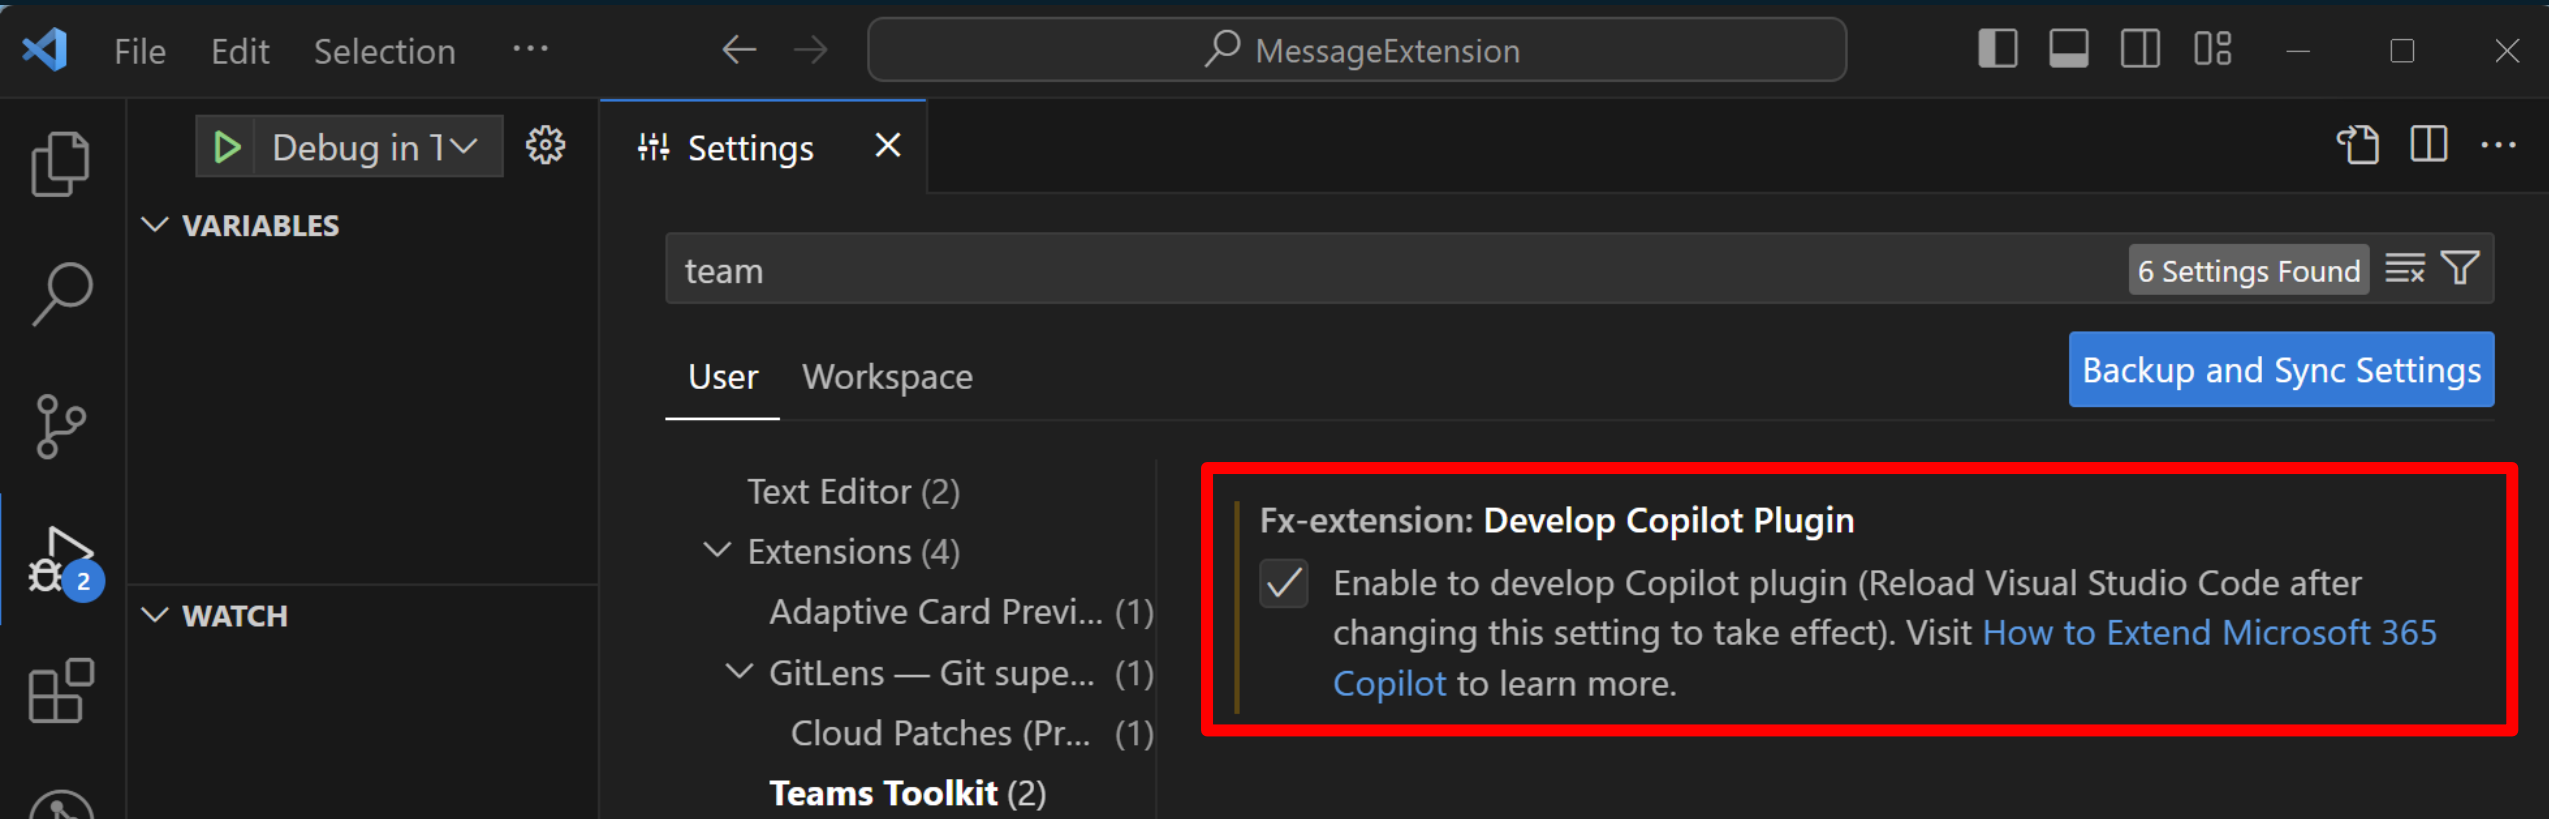 File Edit Selection ···
MessageExtension
Debug in T
Settings
VARIABLES
team
6 Settings Found
User Workspace
Backup and Sync Settings
Text Editor (2)
Extensions (4)
Adaptive Card Previ... (1)
GitLens — Git supe... (1)
Cloud Patches (Pr... (1)
Teams Toolkit (2)
Fx-extension: Develop Copilot Plugin
Enable to develop Copilot plugin (Reload Visual Studio Code after
changing this setting to take effect). Visit How to Extend Microsoft 365
Copilot to learn more.
2
WATCH